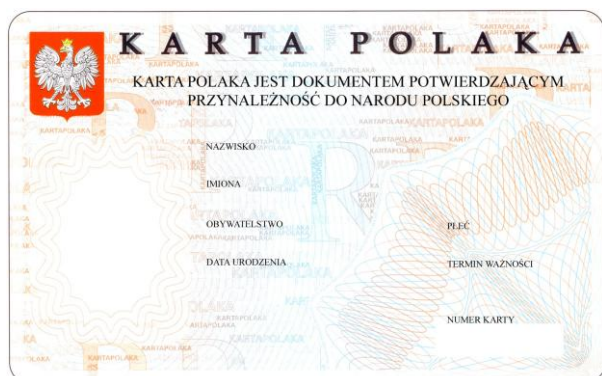 KARTA POLAKA
KARTA POLAKA JEST DOKUMENTEM POTWIERDZAJĄCYM
PRZYNALEŻNOŚĆ DO NARODU POLSKIEGO
NAZWISKO
IMIONA
OBYWATELSTWO
PŁEĆ
DATA URODZENIA
TERMIN WAŻNOŚCI
NUMER KARTY